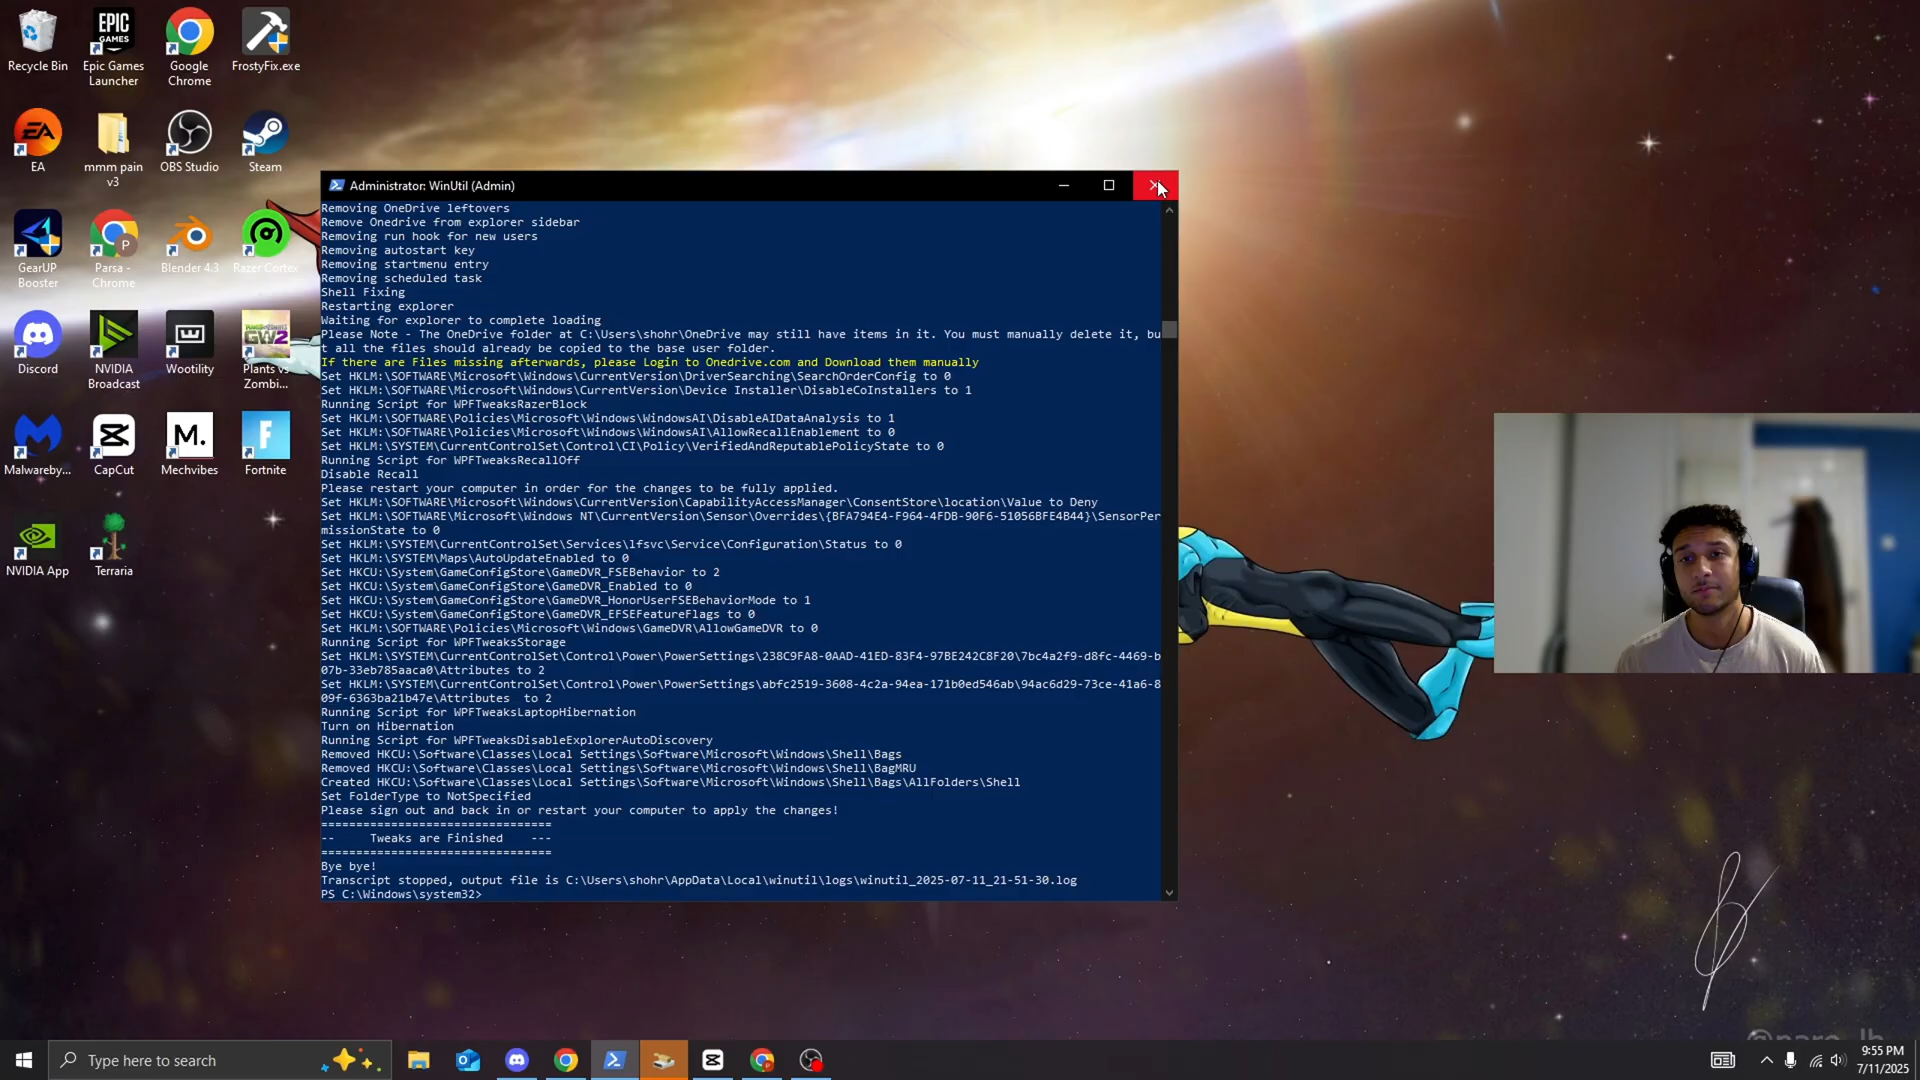 Recycle Bin
Epic Games
Launcher
Google
Chrome
FrostyFix.exe
EPIC
GAMES
EA
mmm pain
v3
OBS Studio
Steam
GearUP
Booster
Parsa -
Chrome
Blender 4.3
Razer Cortex
Discord
NVIDIA
Broadcast
Wootility
Plants vs
Zombi...
GW2
Malwareby...
CapCut
Mechvibes
Fortnite
M.
F
NVIDIA App
Terraria
Administrator: WinUtil (Admin)
Removing OneDrive leftovers
Remove Onedrive from explorer sidebar
Removing run hook for new users
Removing autostart key
Removing startmenu entry
Removing scheduled task
Shell Fixing
Restarting explorer
Waiting for explorer to complete loading
Please Note - The OneDrive folder at C:\Users\shohr\OneDrive may still have items in it. You must manually delete it, bu
t all the files should already be copied to the base user folder.
If there are Files missing afterwards, please Login to Onedrive.com and Download them manually
Set HKLM:\SOFTWARE\Microsoft\Windows\CurrentVersion\DriverSearching\SearchOrderConfig to 0
Set HKLM:\SOFTWARE\Microsoft\Windows\CurrentVersion\Device Installer\DisableCoInstallers to 1
Running Script for WPFTweaksRazerBlock
Set HKLM:\SOFTWARE\Policies\Microsoft\Windows\WindowsAI\DisableAIDataAnalysis to 1
Set HKLM:\SOFTWARE\Policies\Microsoft\Windows\WindowsAI\AllowRecallEnablement to 0
Set HKLM:\SYSTEM\CurrentControlSet\Control\CI\Policy\VerifiedAndReputablePolicyState to 0
Running Script for WPFTweaksRecallOff
Disable Recall
Please restart your computer in order for the changes to be fully applied.
Set HKLM:\SOFTWARE\Microsoft\Windows\CurrentVersion\CapabilityAccessManager\ConsentStore\location\Value to Deny
Set HKLM:\SOFTWARE\Microsoft\Windows NT\CurrentVersion\Sensor\Overrides\{BFA794E4-F964-4FDB-90F6-51056BFE4B44}\SensorPer
missionState to 0
Set HKLM:\SYSTEM\CurrentControlSet\Services\lfsvc\Service\Configuration\Status to 0
Set HKLM:\SYSTEM\Maps\AutoUpdateEnabled to 0
Set HKCU:\System\GameConfigStore\GameDVR_FSEBehavior to 2
Set HKCU:\System\GameConfigStore\GameDVR_Enabled to 0
Set HKCU:\System\GameConfigStore\GameDVR_HonorUserFSEBehaviorMode to 1
Set HKCU:\System\GameConfigStore\GameDVR_EFSEFeatureFlags to 0
Set HKLM:\SOFTWARE\Policies\Microsoft\Windows\GameDVR\AllowGameDVR to 0
Running Script for WPFTweaksStorage
Set HKLM:\SYSTEM\CurrentControlSet\Control\Power\PowerSettings\238C9FA8-0AAD-41ED-83F4-97BE242C8F20\7bc4a2f9-d8fc-4469-b
07b-33eb785aaca0\Attributes to 2
Set HKLM:\SYSTEM\CurrentControlSet\Control\Power\PowerSettings\abfc2519-3608-4c2a-94ea-171b0ed546ab\94ac6d29-73ce-41a6-8
09f-6363ba21b47e\Attributes  to 2
Running Script for WPFTweaksLaptopHibernation
Turn on Hibernation
Running Script for WPFTweaksDisableExplorerAutoDiscovery
Removed HKCU:\Software\Classes\Local Settings\Software\Microsoft\Windows\Shell\Bags
Removed HKCU:\Software\Classes\Local Settings\Software\Microsoft\Windows\Shell\BagMRU
Created HKCU:\Software\Classes\Local Settings\Software\Microsoft\Windows\Shell\Bags\AllFolders\Shell
Set FolderType to NotSpecified
Please sign out and back in or restart your computer to apply the changes!
=================================
--     Tweaks are Finished    ---
=================================
Bye bye!
Transcript stopped, output file is C:\Users\shohr\AppData\Local\winutil\logs\winutil_2025-07-11_21-51-30.log
PS C:\Windows\system32>
Type here to search
9:55 PM
7/11/2025